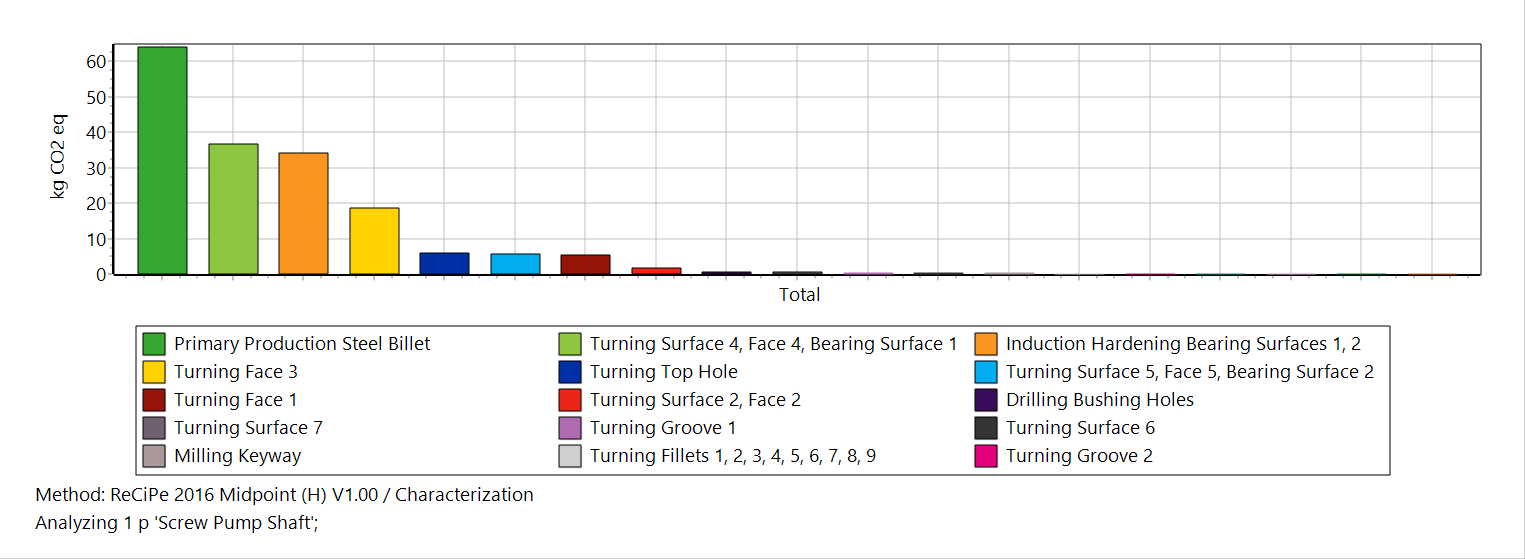 kg CO2 eq
60
50
40
30
20
10
0
Total
Primary Production Steel Billet
Turning Surface 4, Face 4, Bearing Surface 1
Induction Hardening Bearing Surfaces 1, 2
Turning Face 3
Turning Top Hole
Turning Surface 5, Face 5, Bearing Surface 2
Turning Face 1
Turning Surface 2, Face 2
Drilling Bushing Holes
Turning Surface 7
Turning Groove 1
Turning Surface 6
Milling Keyway
Turning Fillets 1, 2, 3, 4, 5, 6, 7, 8, 9
Turning Groove 2
Method: ReCiPe 2016 Midpoint (H) V1.00 / Characterization
Analyzing 1 p 'Screw Pump Shaft';